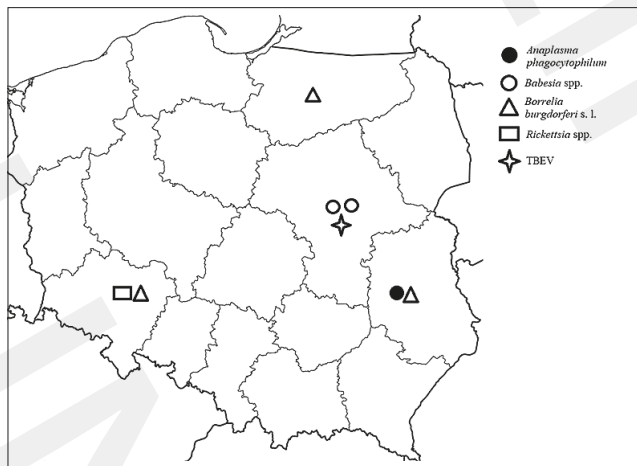 Anaplasma
phagocytophilum
Babesia spp.
Borrelia
burgdorferi s. l.
Rickettsia spp.
TBEV